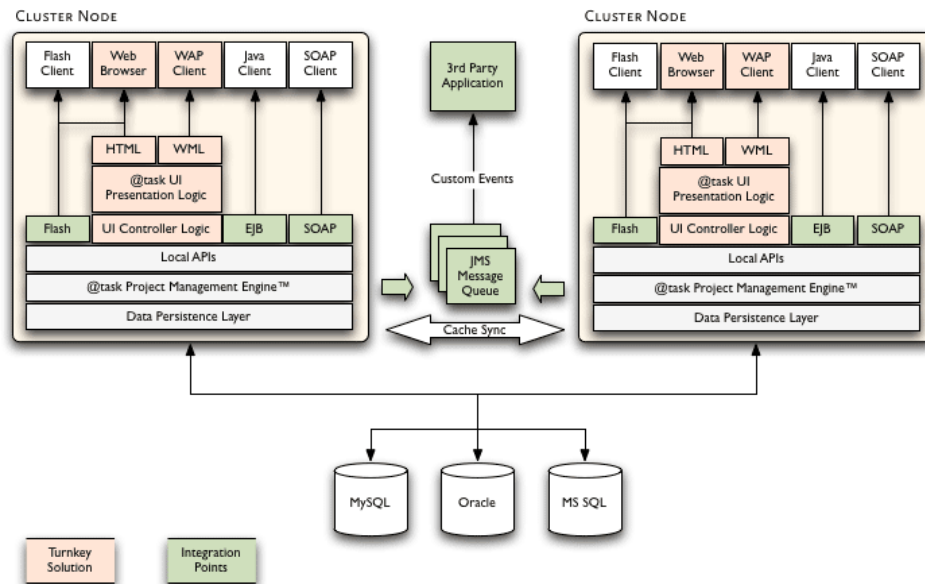 CLUSTER NODE
Flash
Client
Web
Browser
WAP
Client
Java
Client
SOAP
Client
HTML
WML
@task UI
Presentation Logic
Flash
UI Controller Logic
EJB
SOAP
Local APIs
@task Project Management Engine™
Data Persistence Layer
3rd Party
Application
Custom Events
JMS
Message
Queue
Cache Sync
CLUSTER NODE
Flash
Client
Web
Browser
WAP
Client
Java
Client
SOAP
Client
HTML
WML
@task UI
Presentation Logic
Flash
UI Controller Logic
EJB
SOAP
Local APIs
@task Project Management Engine™
Data Persistence Layer
MySQL
Oracle
MS SQL
Turnkey
Solution
Integration
Points